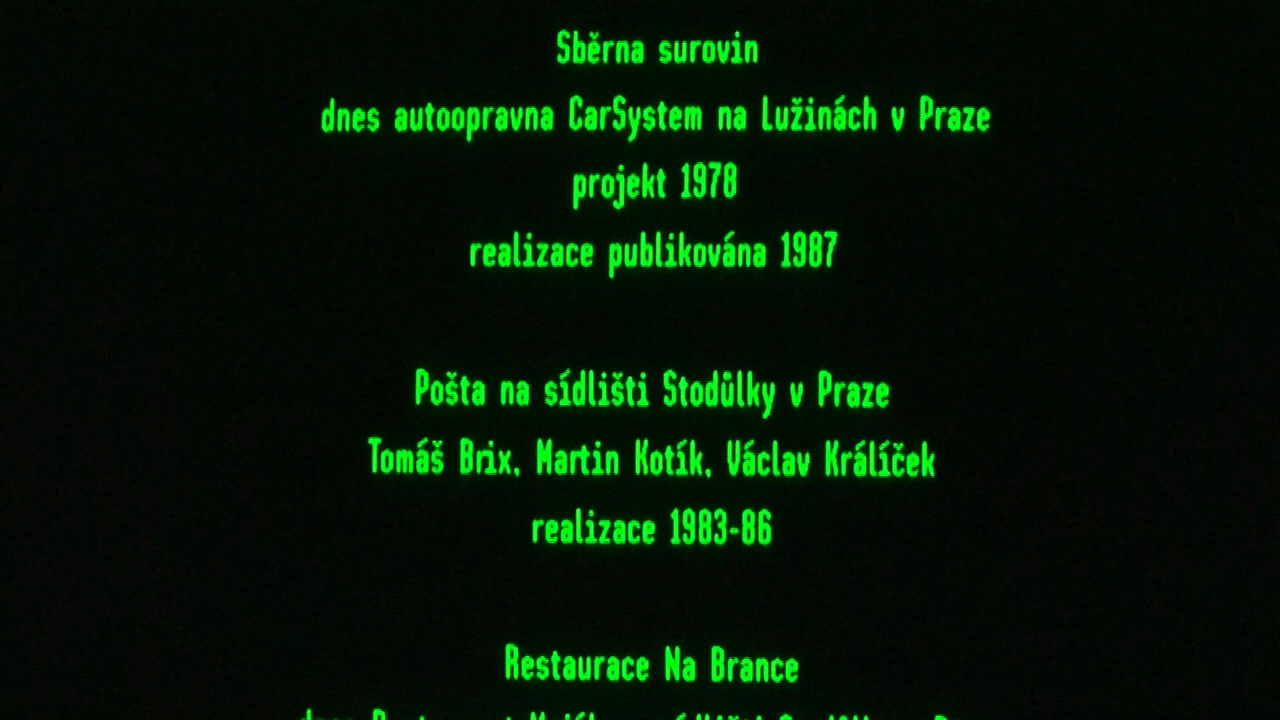 Sběrna surovin
dnes autoopravna CarSystem na Lužinách v Praze
projekt 1978
realizace publikována 1987
Pošta na sídlišti Stodůlky v Praze
Tomáš Brix, Martin Kotík, Václav Králíček
realizace 1983-86
Restaurace Na Brance